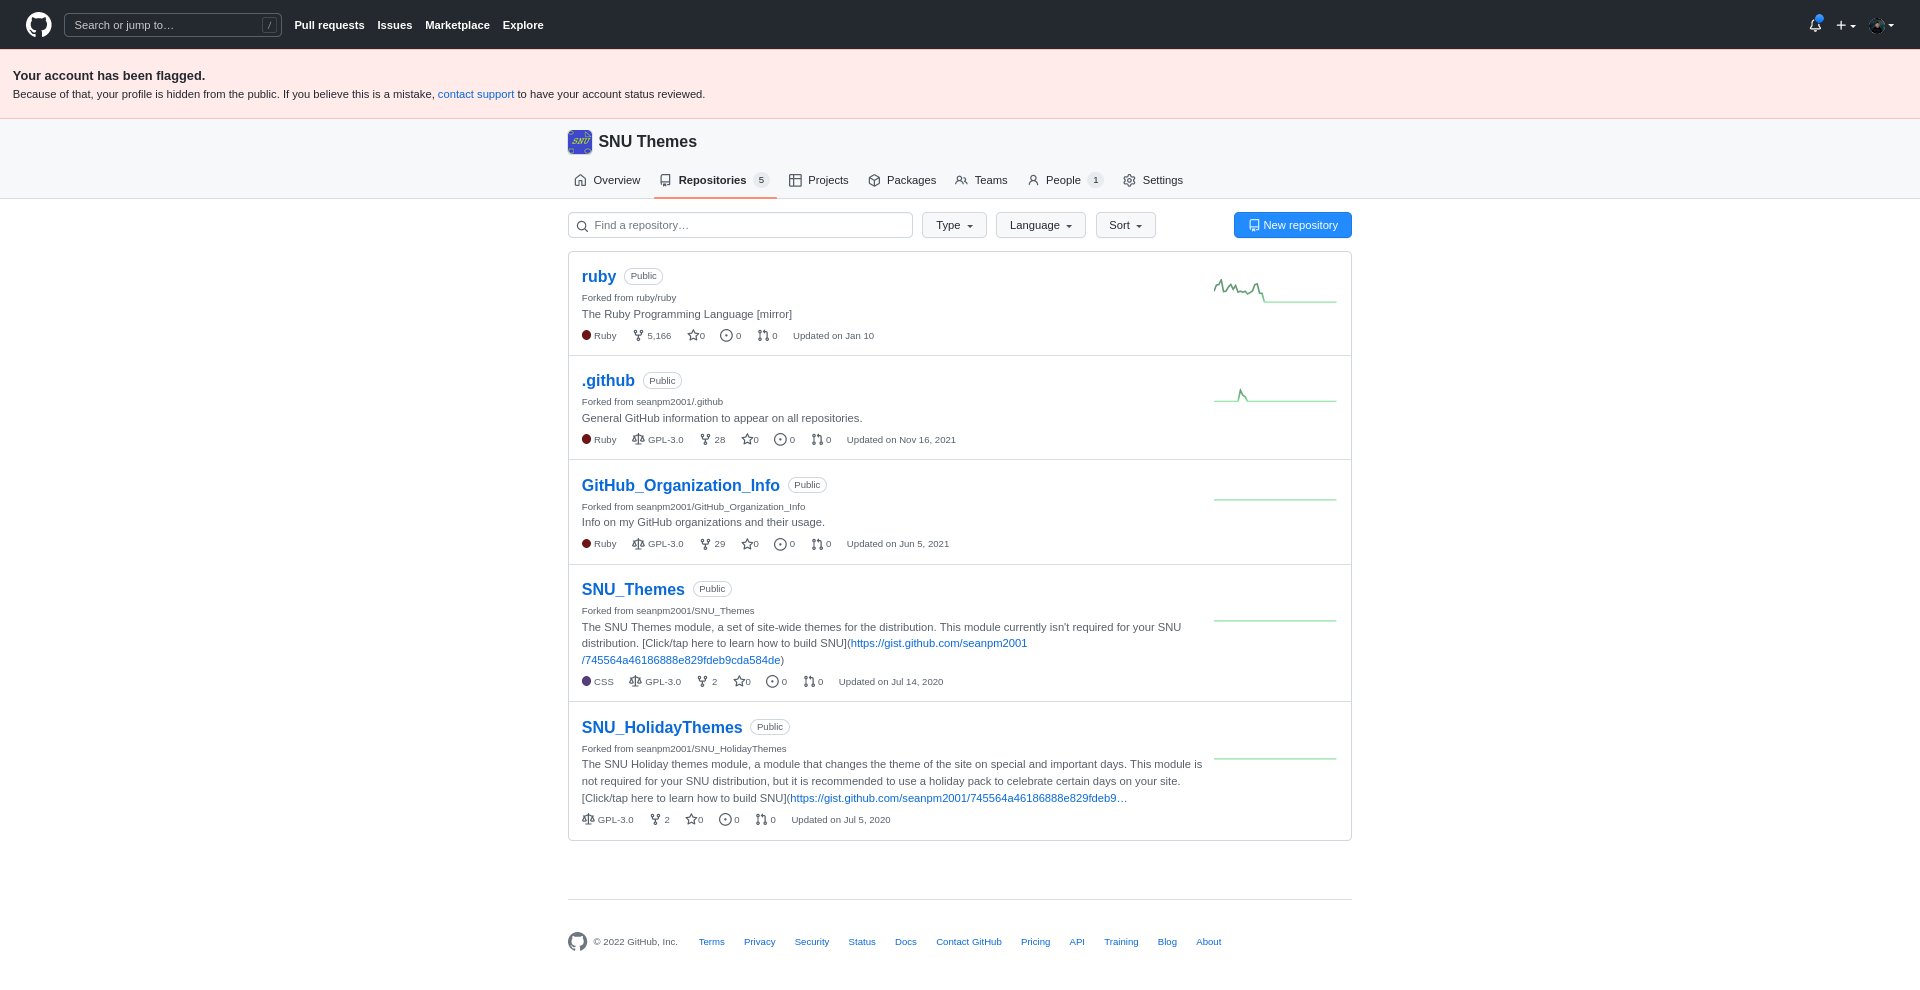 Search or jump to… /
Pull requests Issues Marketplace Explore
Your account has been flagged.
Because of that, your profile is hidden from the public. If you believe this is a mistake, contact support to have your account status reviewed.
SNU SNU Themes
Overview Repositories 5 Projects Packages Teams People 1 Settings
Find a repository… Type Language Sort New repository
ruby Public
Forked from ruby/ruby
The Ruby Programming Language [mirror]
Ruby 5,166 0 0 0 Updated on Jan 10
.github Public
Forked from seanpm2001/.github
General GitHub information to appear on all repositories.
Ruby GPL-3.0 28 0 0 0 Updated on Nov 16, 2021
GitHub_Organization_Info Public
Forked from seanpm2001/GitHub_Organization_Info
Info on my GitHub organizations and their usage.
Ruby GPL-3.0 29 0 0 0 Updated on Jun 5, 2021
SNU_Themes Public
Forked from seanpm2001/SNU_Themes
The SNU Themes module, a set of site-wide themes for the distribution. This module currently isn't required for your SNU
distribution. [Click/tap here to learn how to build SNU](https://gist.github.com/seanpm2001
/745564a46186888e829fdeb9cda584de)
CSS GPL-3.0 2 0 0 0 Updated on Jul 14, 2020
SNU_HolidayThemes Public
Forked from seanpm2001/SNU_HolidayThemes
The SNU Holiday themes module, a module that changes the theme of the site on special and important days. This module is
not required for your SNU distribution, but it is recommended to use a holiday pack to celebrate certain days on your site.
[Click/tap here to learn how to build SNU](https://gist.github.com/seanpm2001/745564a46186888e829fdeb9…
GPL-3.0 2 0 0 0 Updated on Jul 5, 2020
© 2022 GitHub, Inc. Terms Privacy Security Status Docs Contact GitHub Pricing API Training Blog About